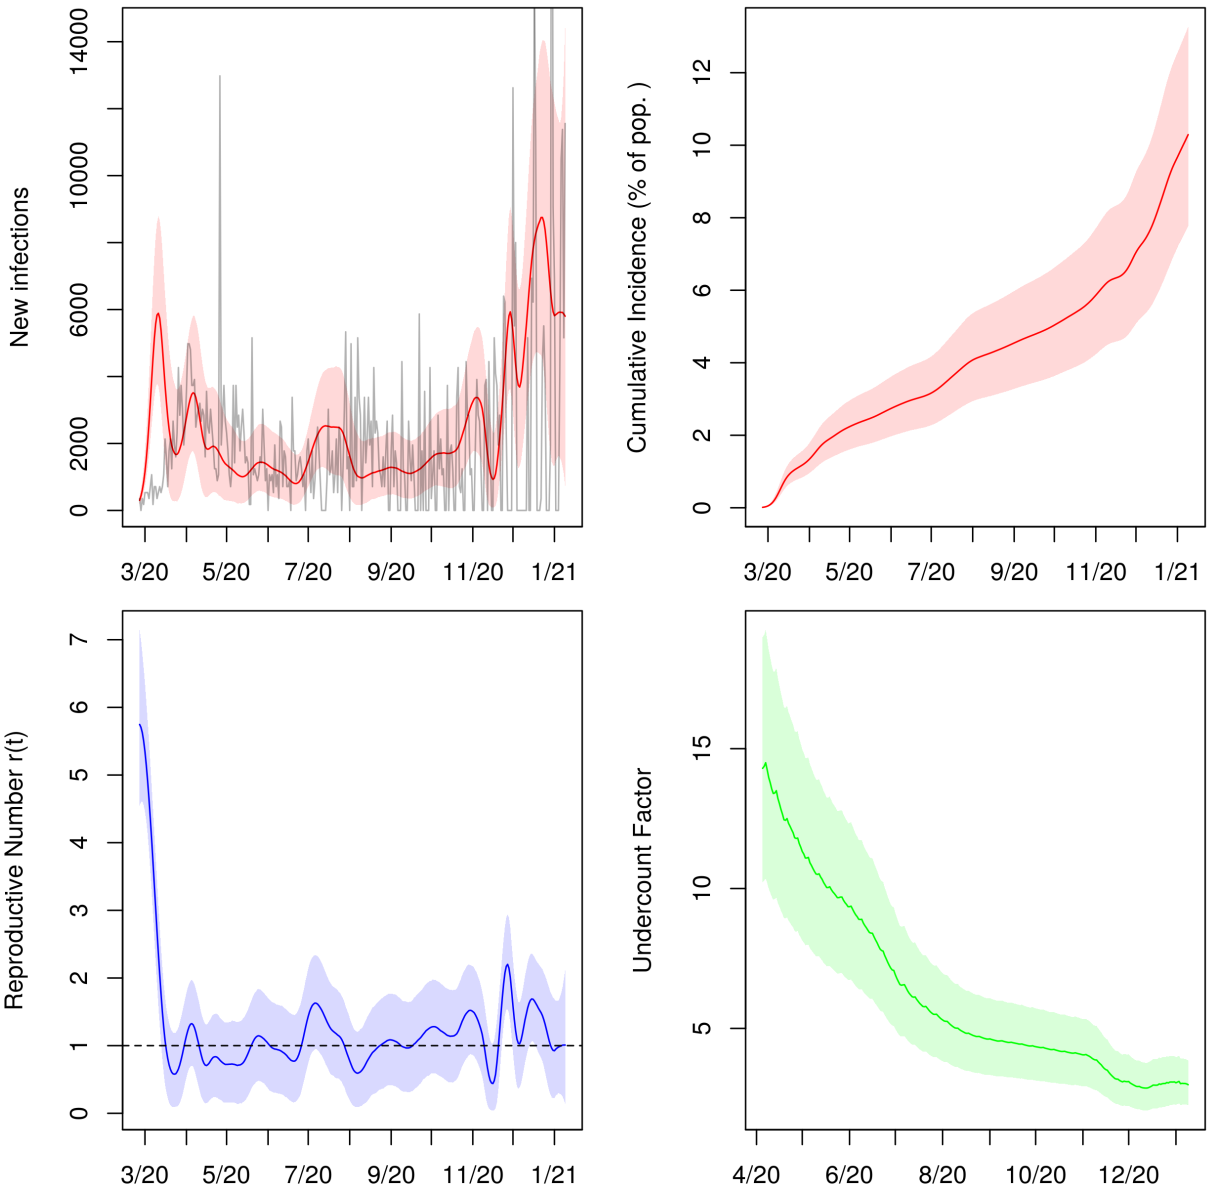 New infections
0 2000 6000 10000 14000
3/20 5/20 7/20 9/20 11/20 1/21
Cumulative Incidence (% of pop. )
0 2 4 6 8 10 12
3/20 5/20 7/20 9/20 11/20 1/21
Reproductive Number r(t)
0 1 2 3 4 5 6 7
3/20 5/20 7/20 9/20 11/20 1/21
Undercount Factor
5 10 15
4/20 6/20 8/20 10/20 12/20